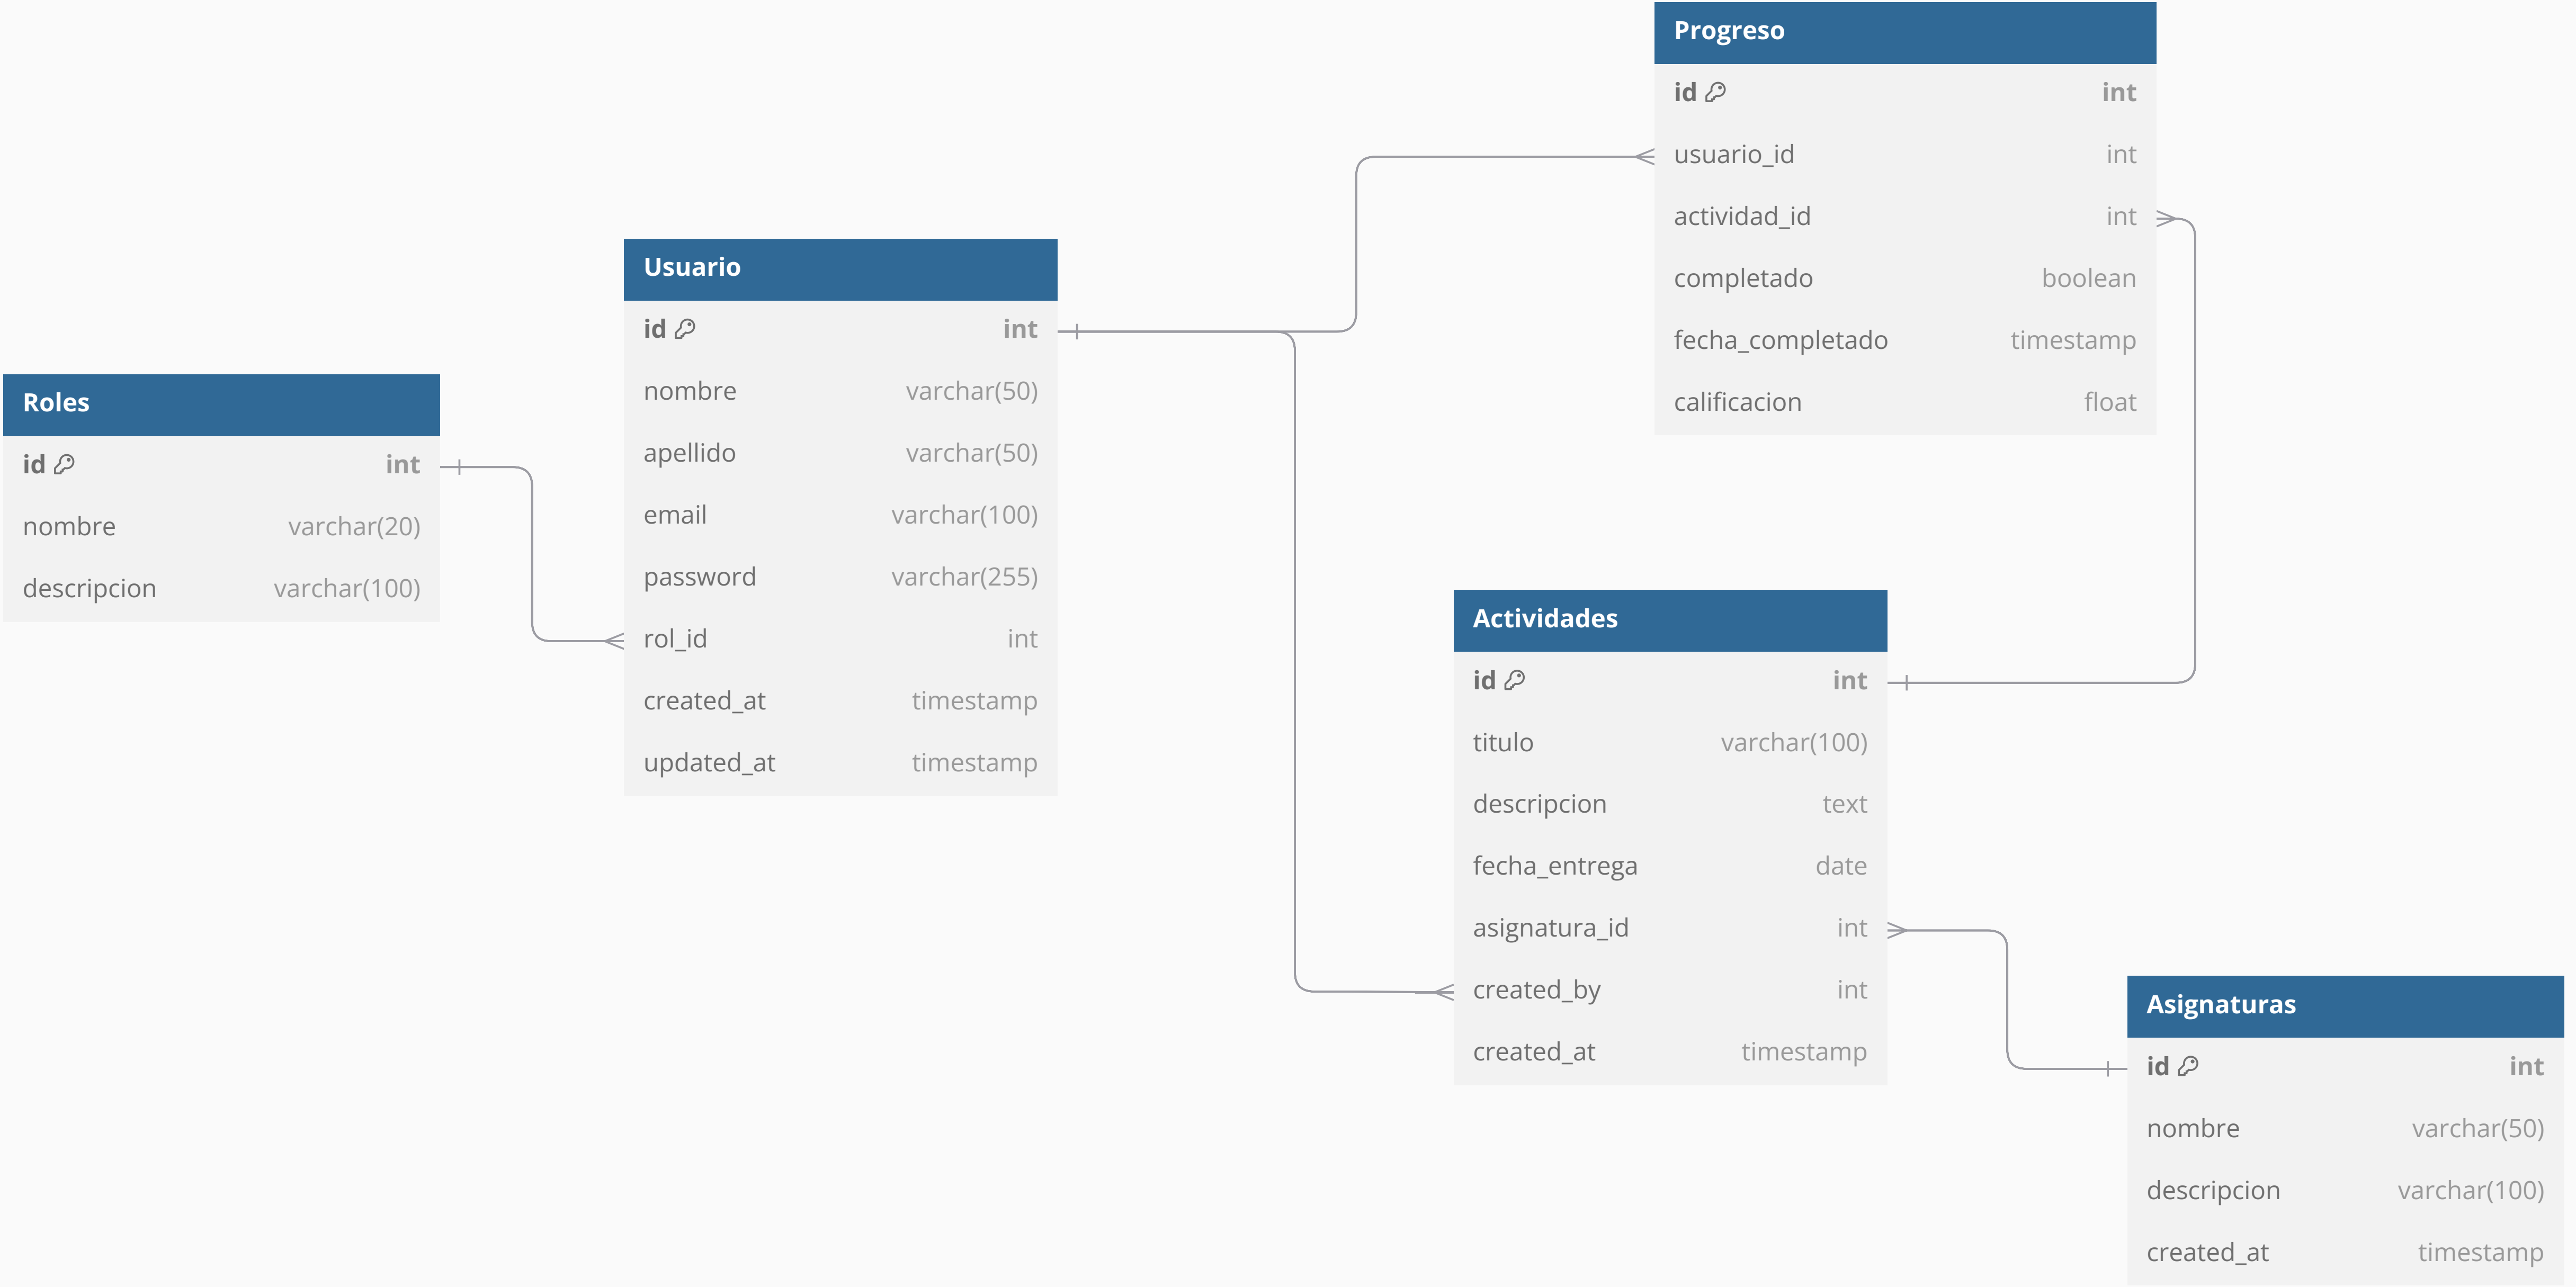 Progreso
id int
usuario_id int
actividad_id int
completado boolean
fecha_completado timestamp
calificacion float
Usuario
id int
nombre varchar(50)
apellido varchar(50)
email varchar(100)
password varchar(255)
rol_id int
created_at timestamp
updated_at timestamp
Roles
id int
nombre varchar(20)
descripcion varchar(100)
Actividades
id int
titulo varchar(100)
descripcion text
fecha_entrega date
asignatura_id int
created_by int
created_at timestamp
Asignaturas
id int
nombre varchar(50)
descripcion varchar(100)
created_at timestamp